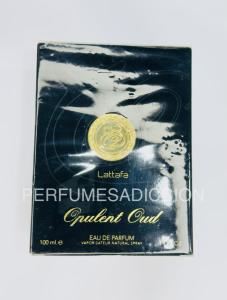 Lattafa
PERFUMESADICCION
Opulent Oud
EAU DE PARFUM
100 ml. e
VAPORISATEUR NATURAL SPRAY